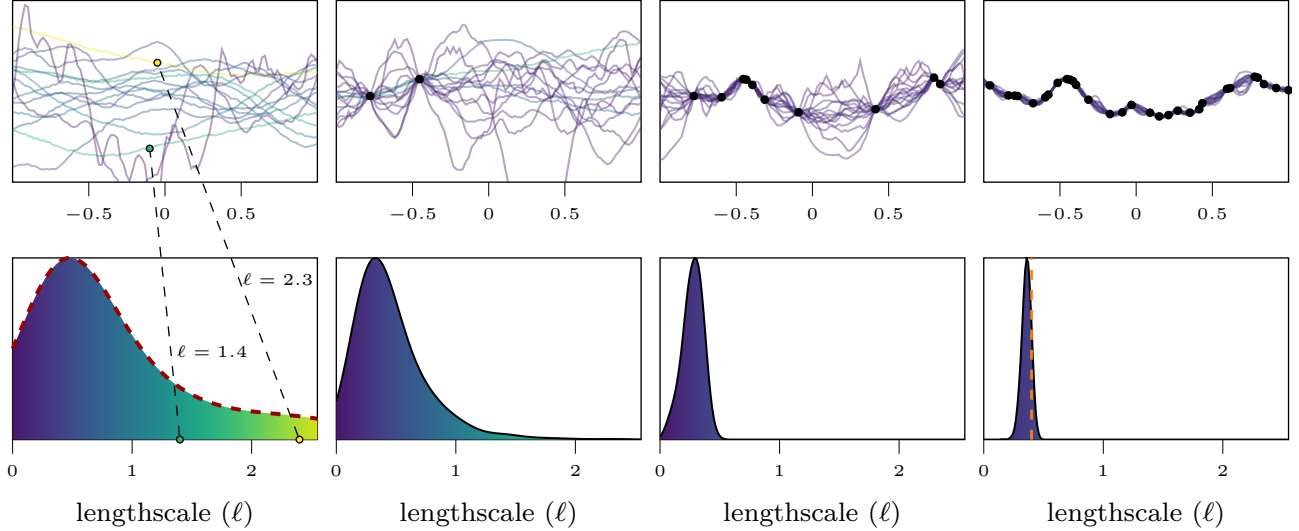 −0.5 0 0.5 −0.5 0 0.5 −0.5 0 0.5 −0.5 0 0.5
ℓ = 2.3
ℓ = 1.4
0 1 2 0 1 2 0 1 2 0 1 2
lengthscale (ℓ) lengthscale (ℓ) lengthscale (ℓ) lengthscale (ℓ)